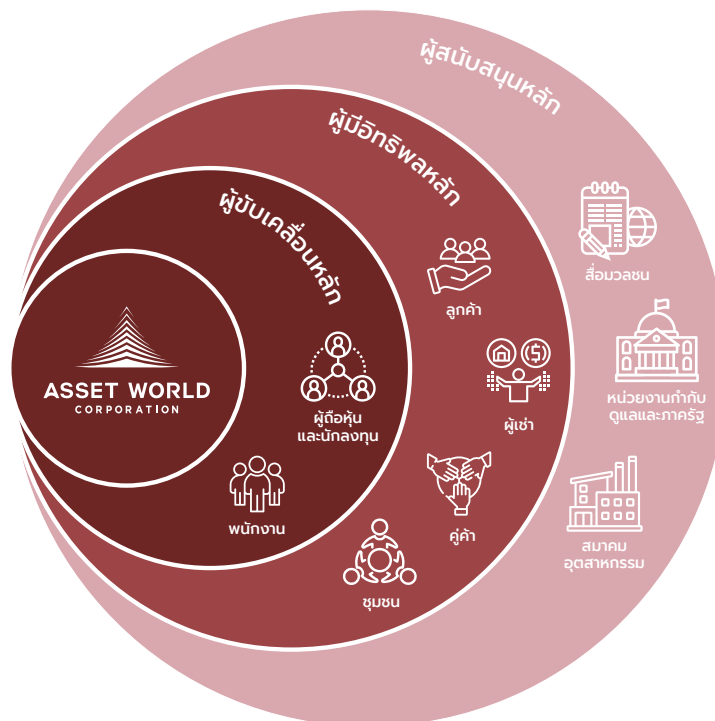 ผู้สนับสนุนหลัก
ผู้มีอิทธิพลหลัก
ผู้ขับเคลื่อนหลัก
ASSET WORLD
CORPORATION
ผู้ถือหุ้น
และนักลงทุน
พนักงาน
ลูกค้า
ผู้เช่า
คู่ค้า
ชุมชน
สื่อมวลชน
หน่วยงานกำกับ
ดูแลและภาครัฐ
สมาคม
อุตสาหกรรม